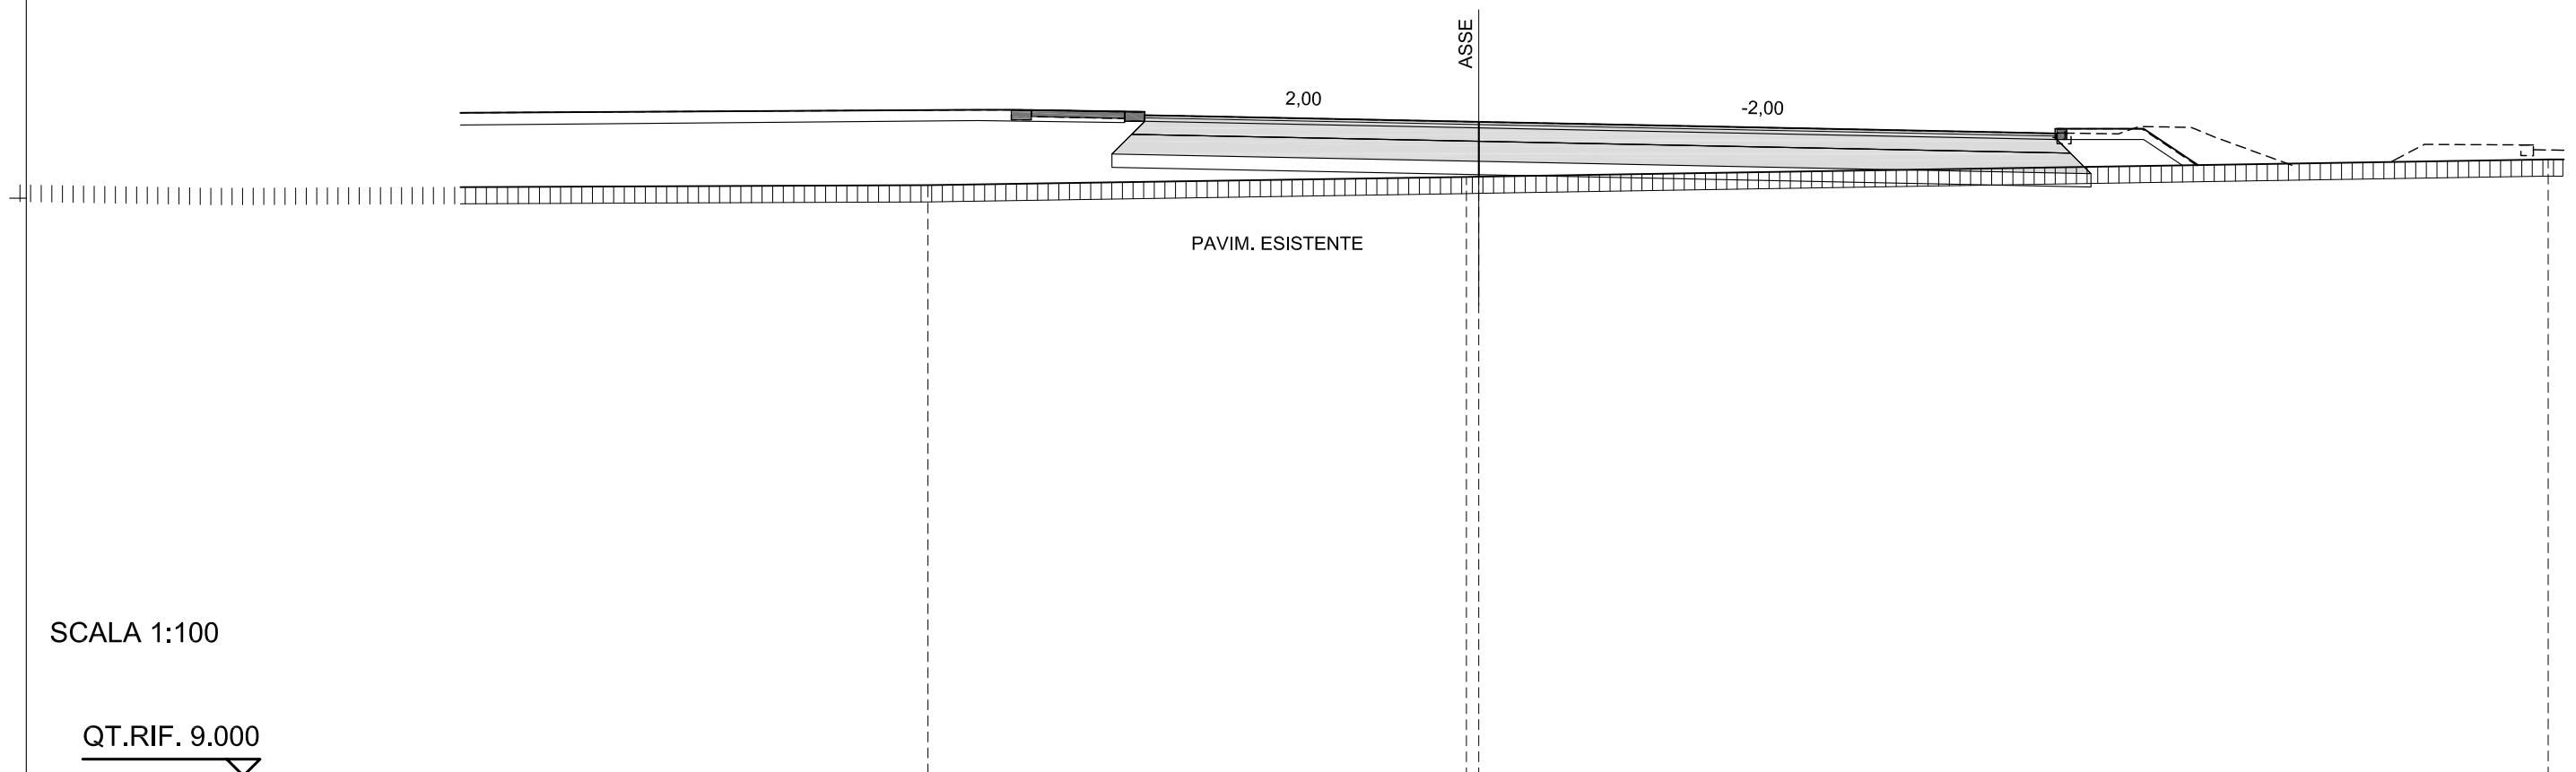 ASSE
2,00
-2,00
PAVIM. ESISTENTE
SCALA 1:100
QT.RIF. 9.000